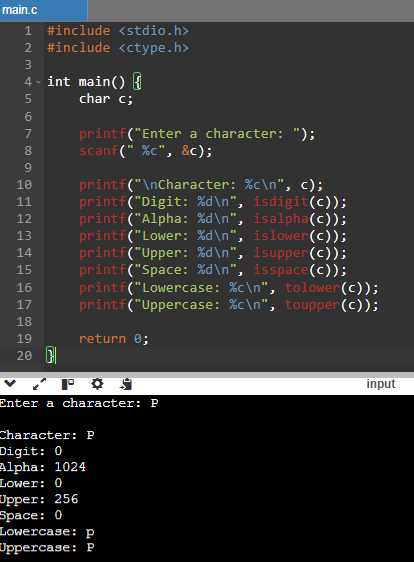 main.c
1 #include <stdio.h>
2 #include <ctype.h>
3
4 int main() {
5     char c;
6
7     printf("Enter a character: ");
8     scanf(" %c", &c);
9
10     printf("\nCharacter: %c\n", c);
11     printf("Digit: %d\n", isdigit(c));
12     printf("Alpha: %d\n", isalpha(c));
13     printf("Lower: %d\n", islower(c));
14     printf("Upper: %d\n", isupper(c));
15     printf("Space: %d\n", isspace(c));
16     printf("Lowercase: %c\n", tolower(c));
17     printf("Uppercase: %c\n", toupper(c));
18
19     return 0;
20 }
input
Enter a character: P

Character: P
Digit: 0
Alpha: 1024
Lower: 0
Upper: 256
Space: 0
Lowercase: p
Uppercase: P